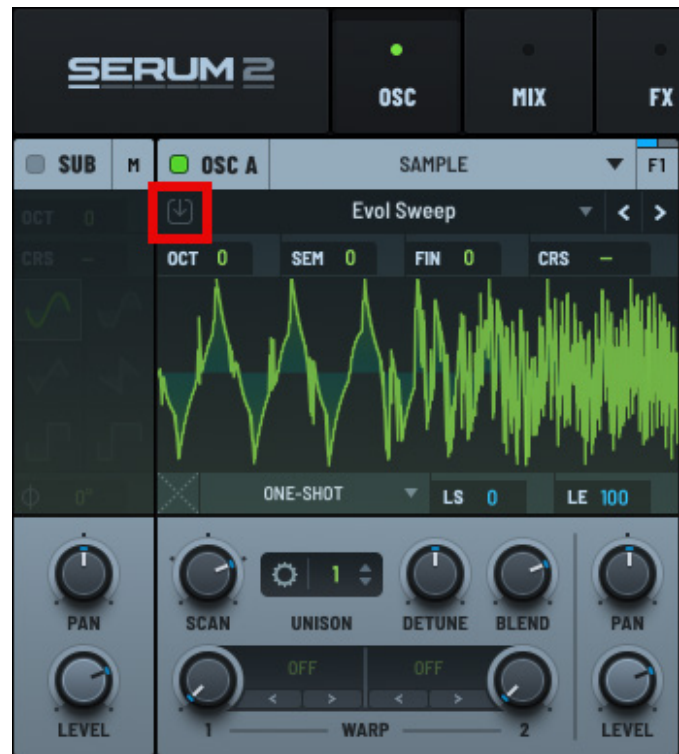 SERUM 2
OSC MIX FX
SUB M OSC A SAMPLE F1
Evol Sweep < >
OCT 0 OCT 0 SEM 0 FIN 0 CRS –
CRS –
ONE-SHOT LS 0 LE 100
0°
1
PAN SCAN UNISON DETUNE BLEND PAN
OFF OFF
< > < >
LEVEL 1 WARP 2 LEVEL